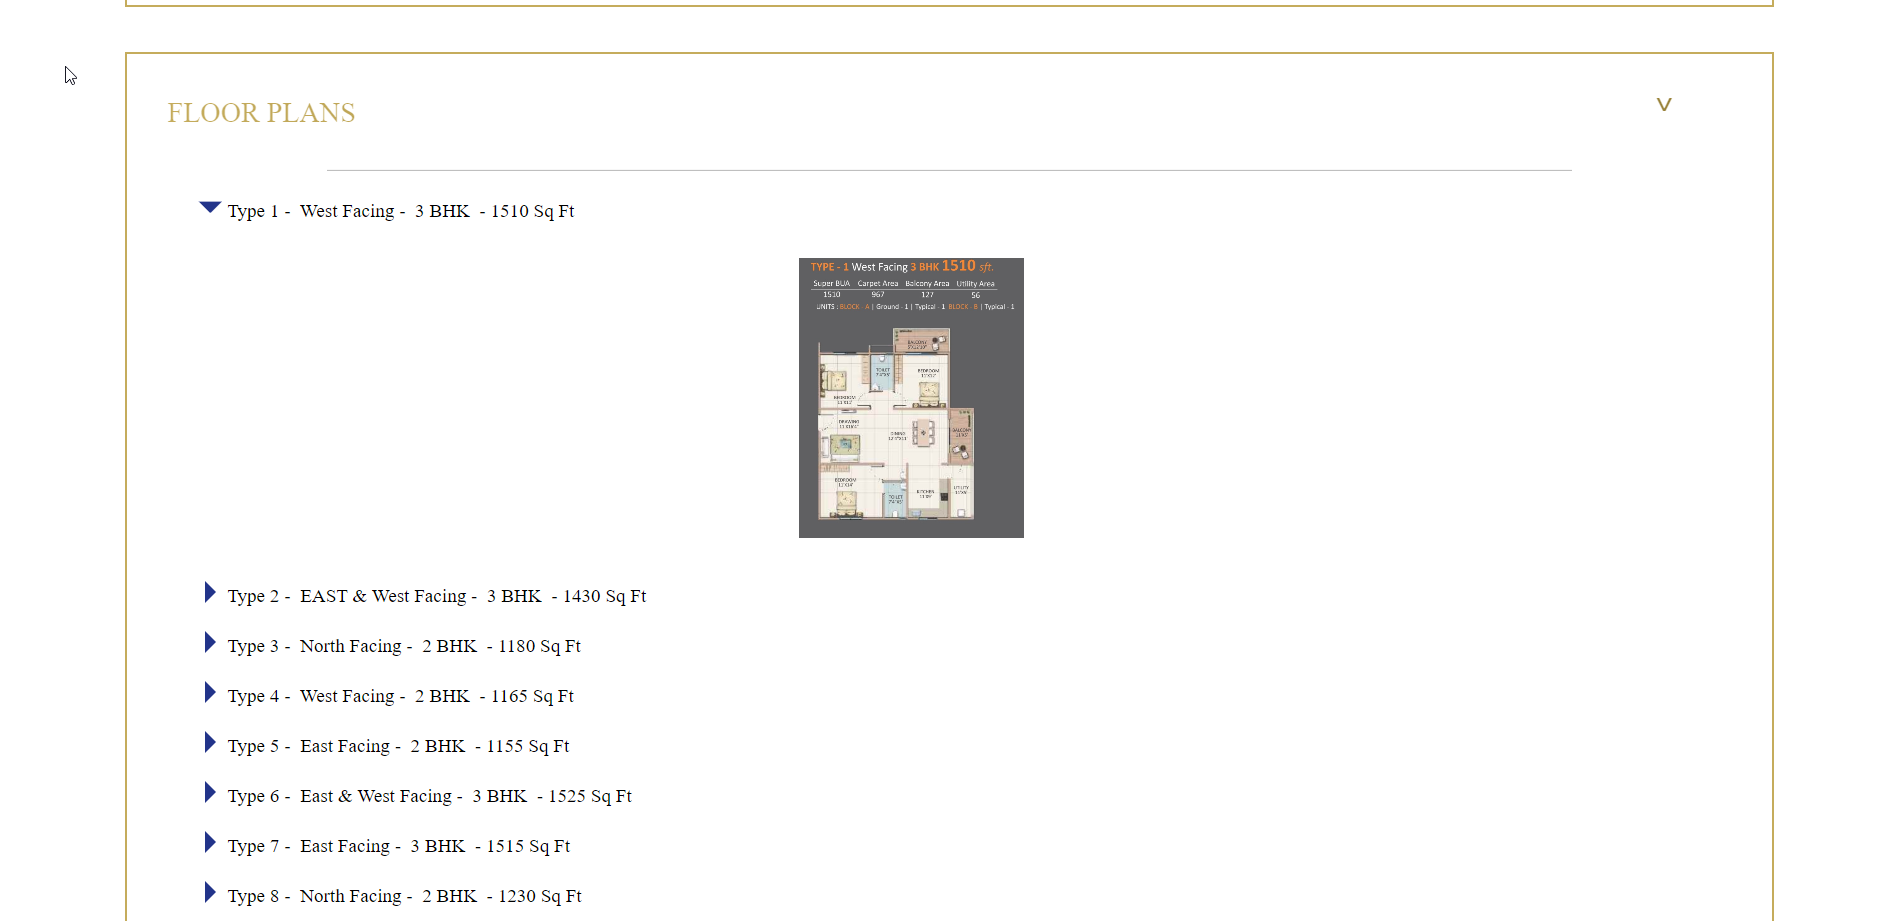 FLOOR PLANS
V
Type 1 - West Facing - 3 BHK - 1510 Sq Ft
TYPE - 1 West Facing 3 BHK 1510 sft.
Super BUA Carpet Area Balcony Area Utility Area
1510 967 127 56
UNITS : BLOCK - A | Ground - 1 | Typical - 1 BLOCK - B | Typical - 1
BALCONY
TOILET
BEDROOM
BEDROOM
DRAWING
DINING
BALCONY
BEDROOM
TOILET
KITCHEN
UTILITY
Type 2 - EAST & West Facing - 3 BHK - 1430 Sq Ft
Type 3 - North Facing - 2 BHK - 1180 Sq Ft
Type 4 - West Facing - 2 BHK - 1165 Sq Ft
Type 5 - East Facing - 2 BHK - 1155 Sq Ft
Type 6 - East & West Facing - 3 BHK - 1525 Sq Ft
Type 7 - East Facing - 3 BHK - 1515 Sq Ft
Type 8 - North Facing - 2 BHK - 1230 Sq Ft